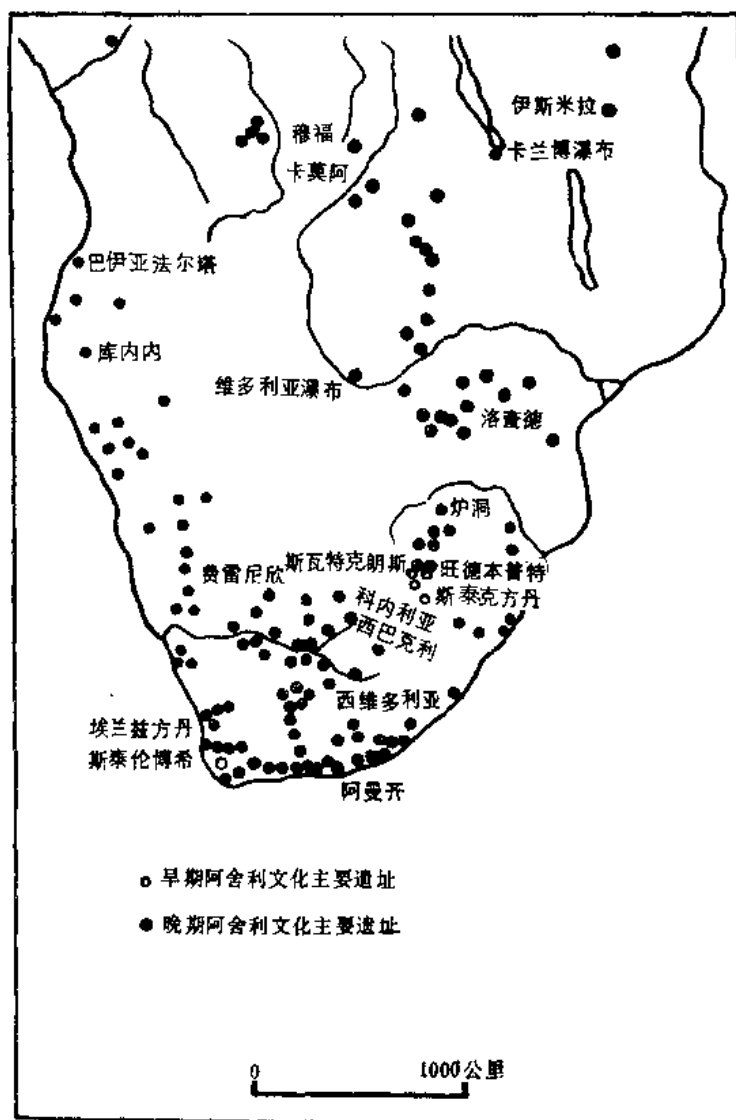 伊斯米拉
穆福
卡兰博瀑布
卡莫阿
巴伊亚法尔塔
库内内
维多利亚瀑布
洛查德
炉洞
斯瓦特克朗斯
旺德本普特
费雷尼欣
斯泰克方丹
科内利亚
西巴克利
西维多利亚
埃兰兹方丹
斯泰伦博希
阿曼齐
早期阿舍利文化主要遗址
晚期阿舍利文化主要遗址
0
1000公里